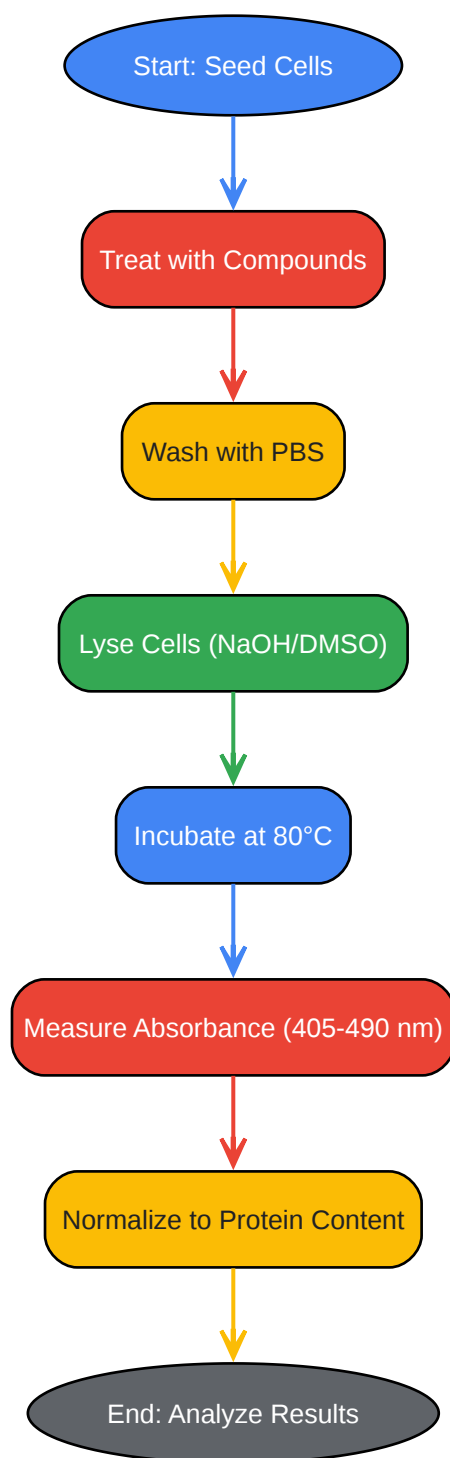 Start: Seed Cells
Treat with Compounds
Wash with PBS
Lyse Cells (NaOH/DMSO)
Incubate at 80°C
Measure Absorbance (405-490 nm)
Normalize to Protein Content
End: Analyze Results